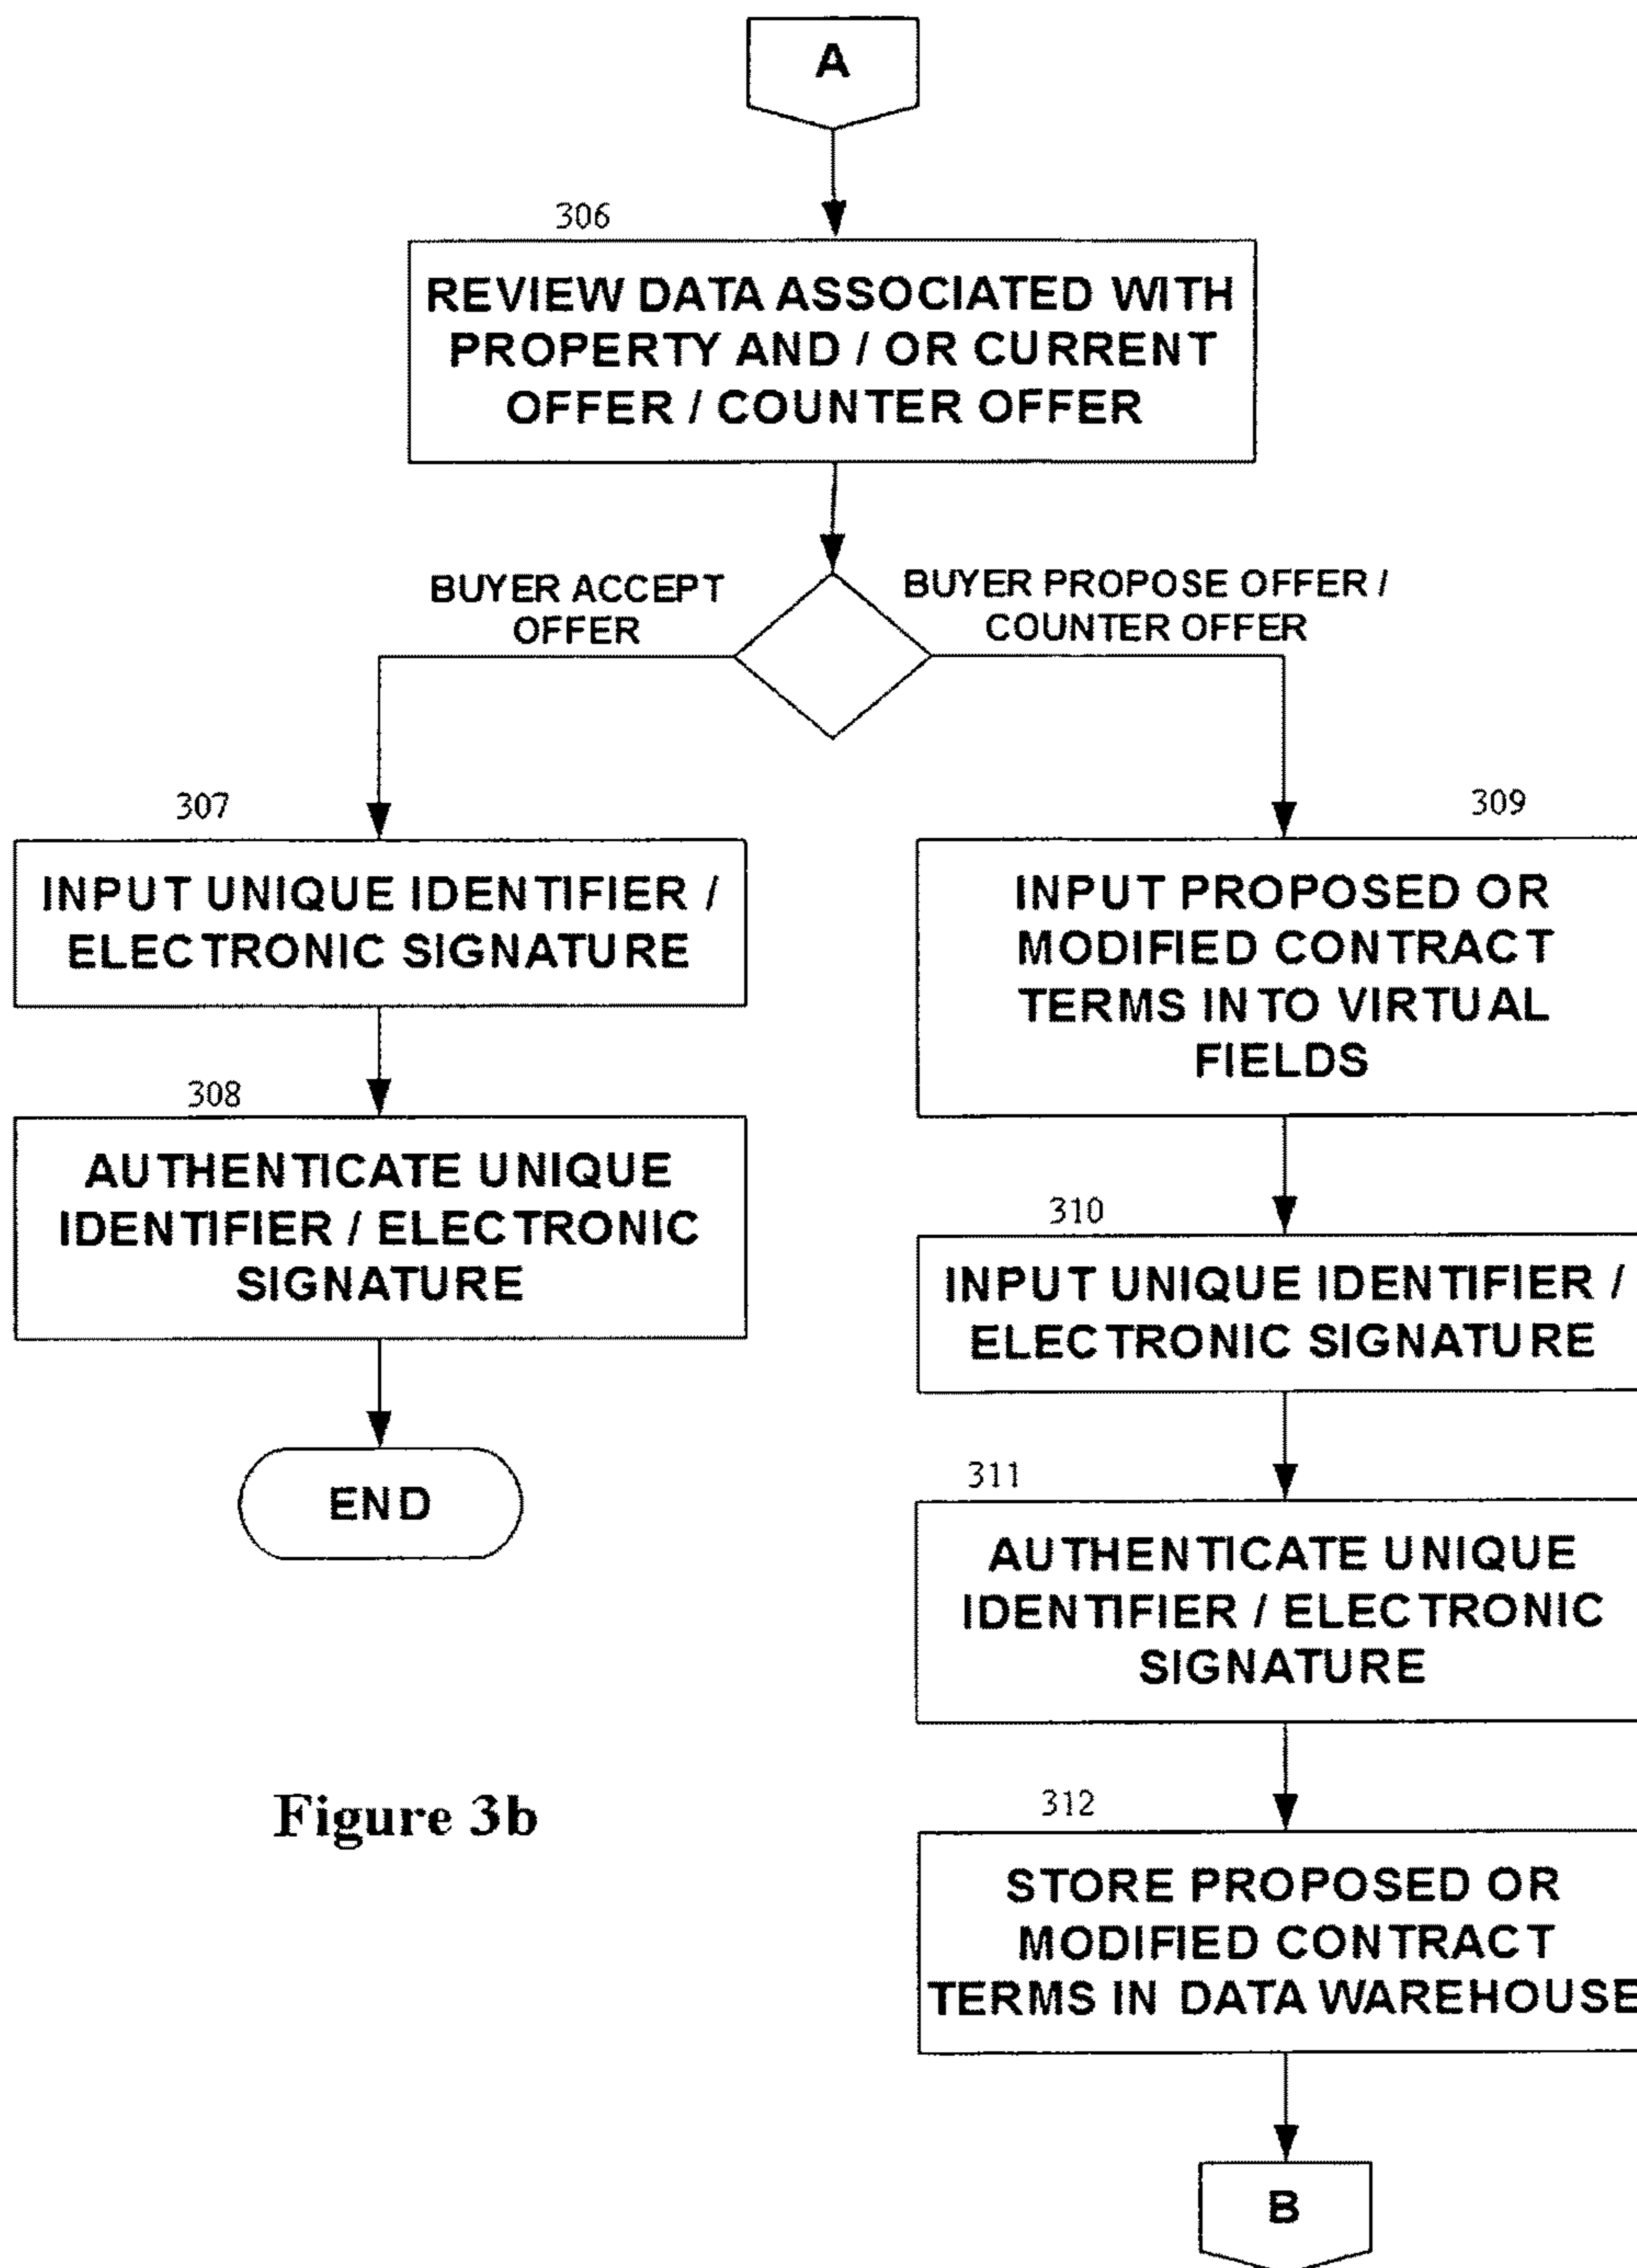 A
306
REVIEW DATA ASSOCIATED WITH
PROPERTY AND / OR CURRENT
OFFER / COUNTER OFFER
BUYER ACCEPT
OFFER
BUYER PROPOSE OFFER /
COUNTER OFFER
307
INPUT UNIQUE IDENTIFIER /
ELECTRONIC SIGNATURE
308
AUTHENTICATE UNIQUE
IDENTIFIER / ELECTRONIC
SIGNATURE
END
309
INPUT PROPOSED OR
MODIFIED CONTRACT
TERMS IN TO VIRTUAL
FIELDS
310
INPUT UNIQUE IDENTIFIER /
ELECTRONIC SIGNATURE
311
AUTHENTICATE UNIQUE
IDENTIFIER / ELECTRONIC
SIGNATURE
312
STORE PROPOSED OR
MODIFIED CONTRACT
TERMS IN DATA WAREHOUSE
B
Figure 3b